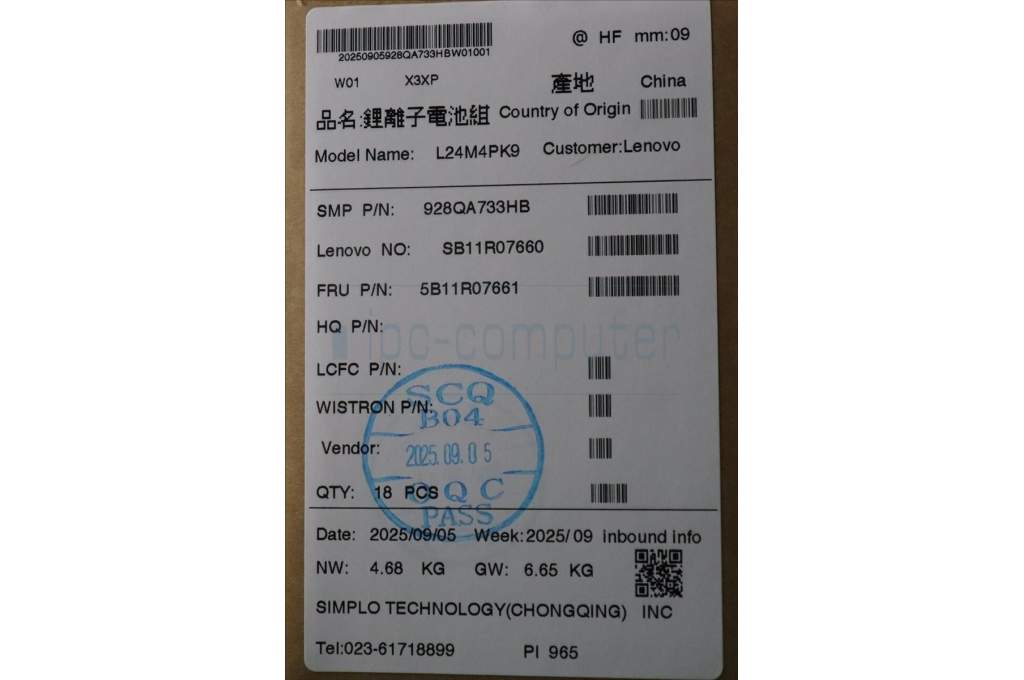 @ HF mm:09
20250905928QA733HBW01001
W01 X3XP 產地 China
品名:鋰離子電池組 Country of Origin
Model Name: L24M4PK9 Customer:Lenovo
SMP P/N: 928QA733HB
Lenovo NO: SB11R07660
FRU P/N: 5B11R07661
HQ P/N:
ipc-computer
LCFC P/N:
SCQ
WISTRON P/N:
B04
Vendor:
2025.09.05
QTY: 18 PCS
OQC
PASS
Date: 2025/09/05 Week:2025/09 inbound info
NW: 4.68 KG GW: 6.65 KG
SIMPLO TECHNOLOGY(CHONGQING) INC
Tel:023-61718899 PI 965